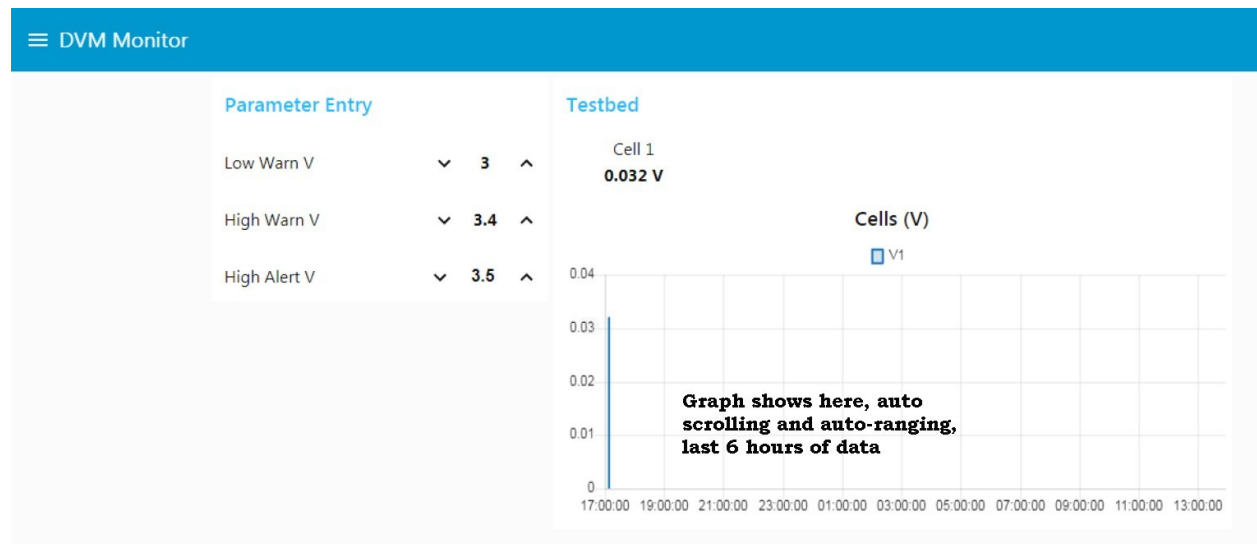 DVM Monitor
Parameter Entry
Low Warn V 3
High Warn V 3.4
High Alert V 3.5
Testbed
Cell 1
0.032 V
Cells (V)
V1
0.04
0.03
0.02
0.01
0
Graph shows here, auto
scrolling and auto-ranging,
last 6 hours of data
17:00:00 19:00:00 21:00:00 23:00:00 01:00:00 03:00:00 05:00:00 07:00:00 09:00:00 11:00:00 13:00:00